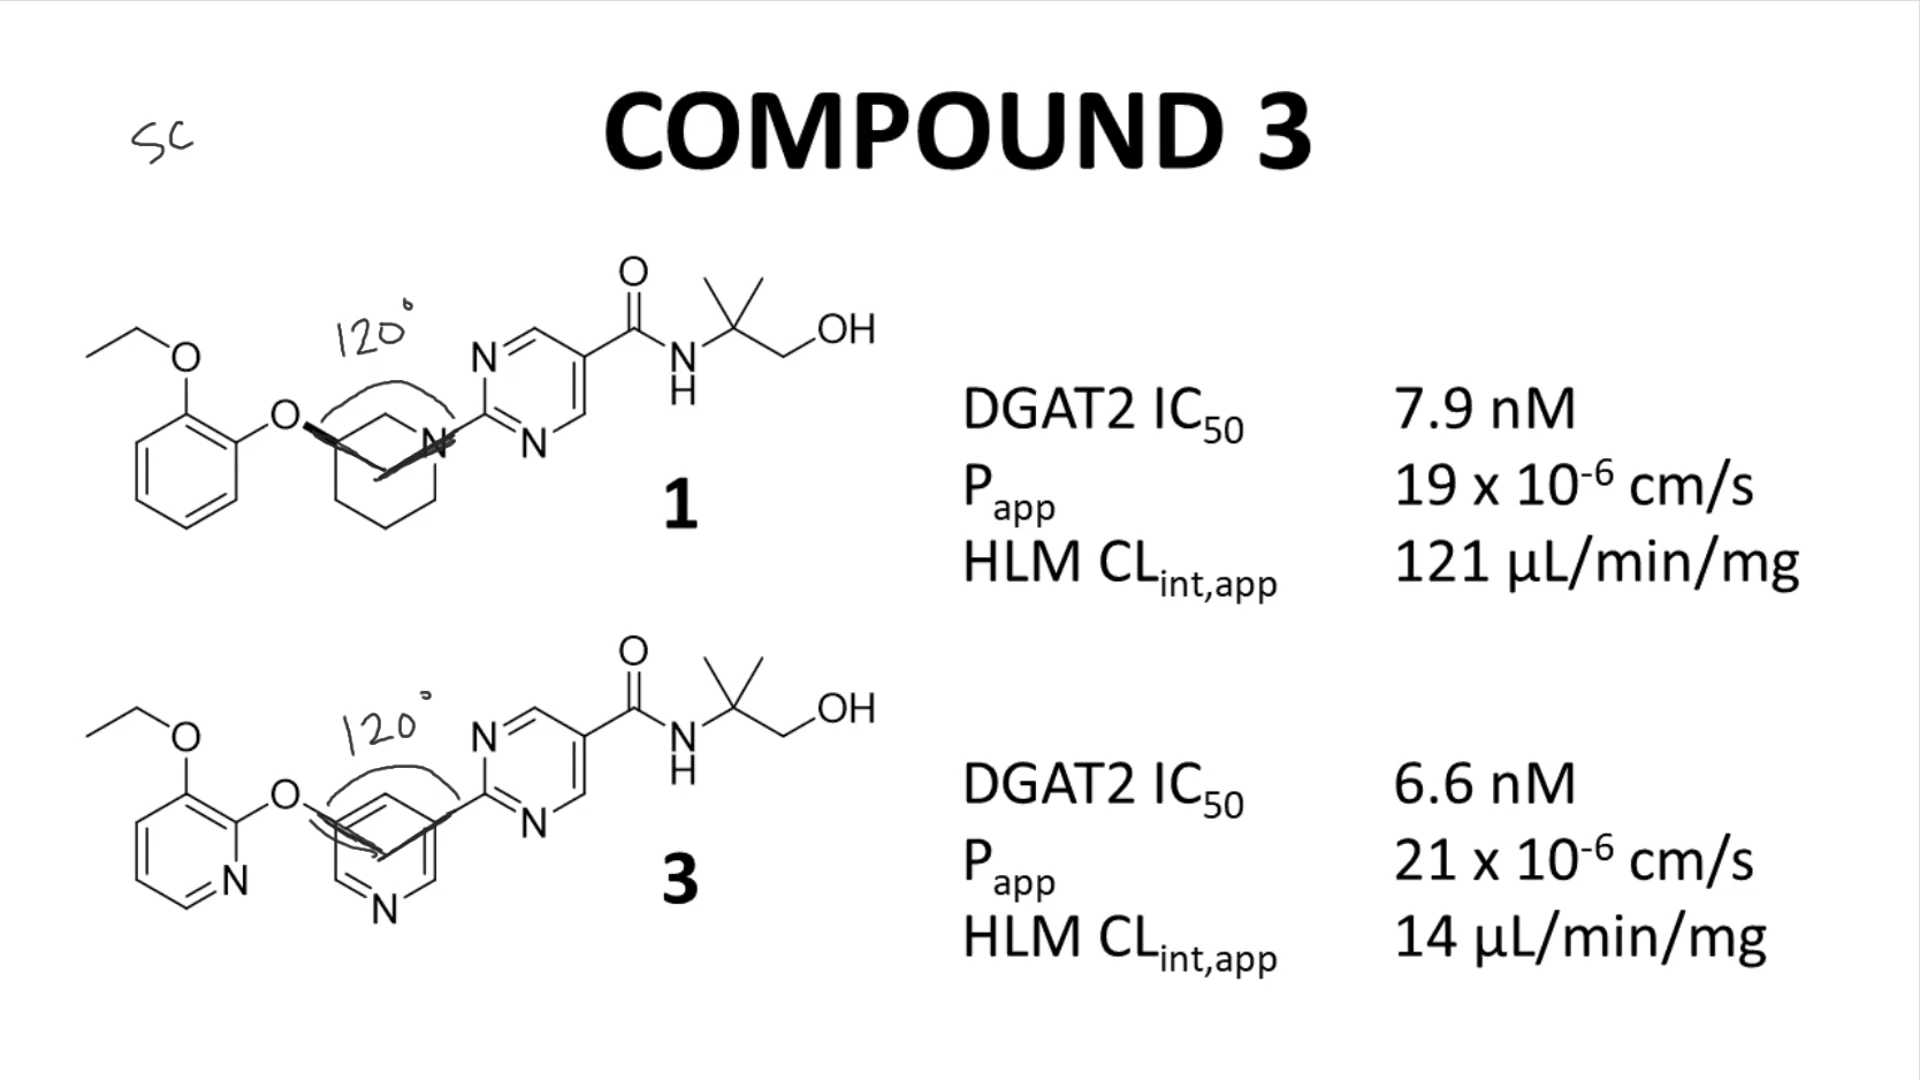 COMPOUND 3
SC
O
OH
120°
N
O
N
H
O
N
N
1
DGAT2 IC50 7.9 nM
Papp 19 x 10-6 cm/s
HLM CLint,app 121 µL/min/mg
O
OH
120°
N
O
N
H
O
N
N
N
3
DGAT2 IC50 6.6 nM
Papp 21 x 10-6 cm/s
HLM CLint,app 14 µL/min/mg